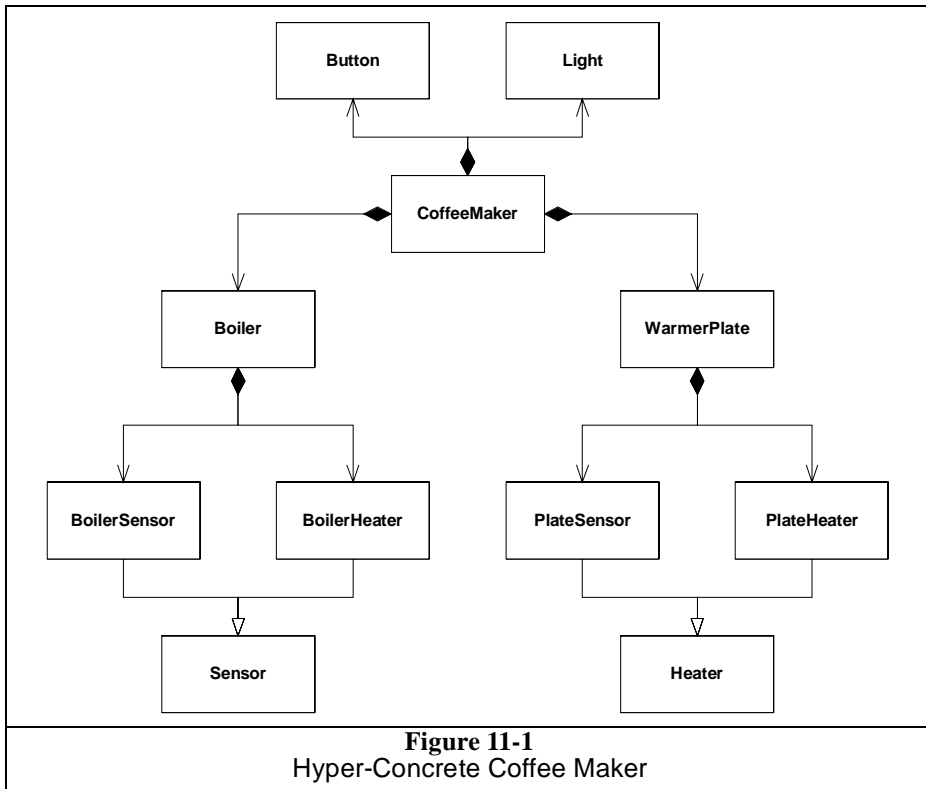 Button
Light
CoffeeMaker
Boiler
WarmerPlate
BoilerSensor
BoilerHeater
PlateSensor
PlateHeater
Sensor
Heater
Figure 11-1
Hyper-Concrete Coffee Maker